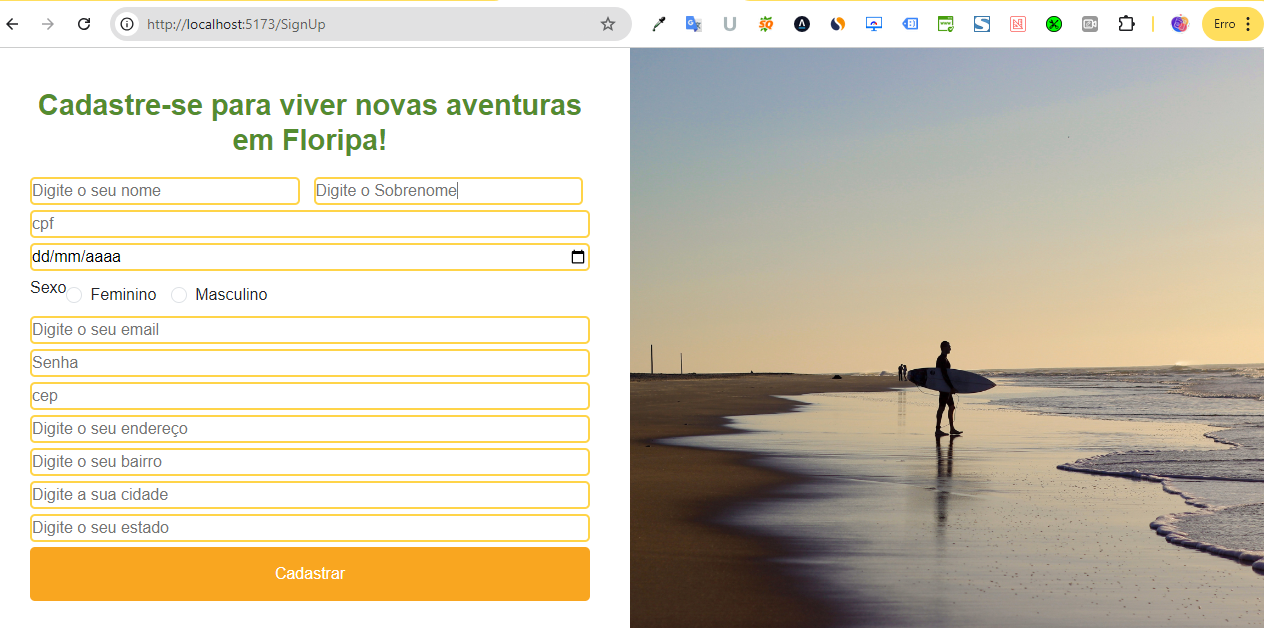 http://localhost:5173/SignUp
Erro
Cadastre-se para viver novas aventuras
em Floripa!
Digite o seu nome
Digite o Sobrenome
cpf
dd/mm/aaaa
Sexo Feminino Masculino
Digite o seu email
Senha
cep
Digite o seu endereço
Digite o seu bairro
Digite a sua cidade
Digite o seu estado
Cadastrar